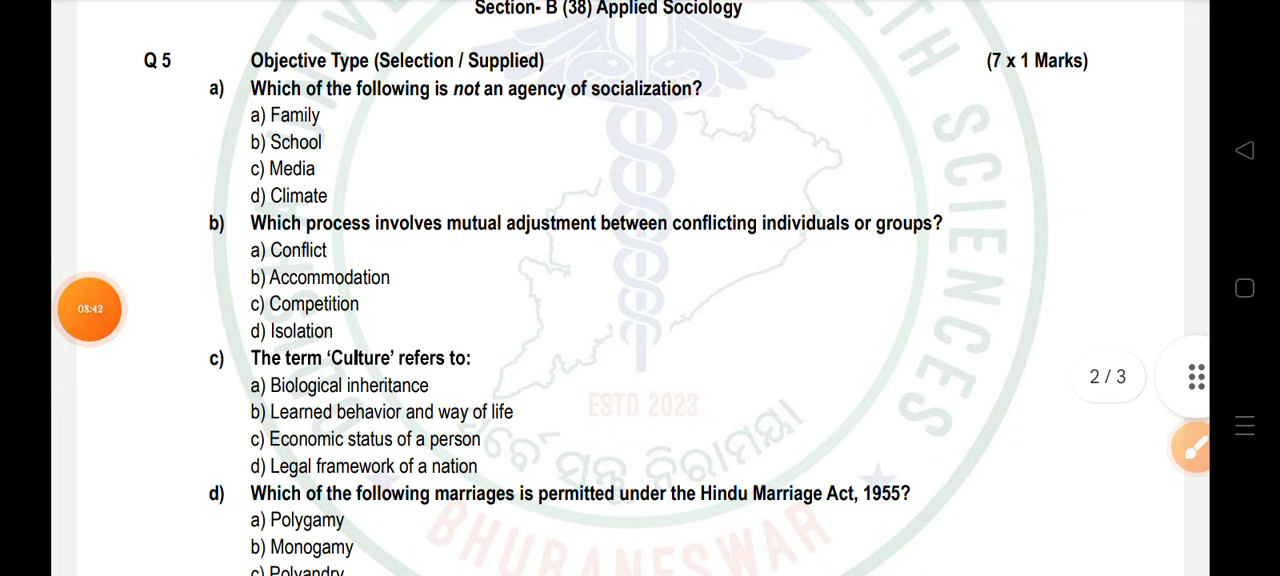 Section- B (38) Applied Sociology
Q 5 Objective Type (Selection / Supplied) (7 x 1 Marks)
a) Which of the following is not an agency of socialization?
a) Family
b) School
c) Media
d) Climate
b) Which process involves mutual adjustment between conflicting individuals or groups?
a) Conflict
b) Accommodation
c) Competition
d) Isolation
c) The term ‘Culture’ refers to:
a) Biological inheritance
b) Learned behavior and way of life
c) Economic status of a person
d) Legal framework of a nation
d) Which of the following marriages is permitted under the Hindu Marriage Act, 1955?
a) Polygamy
b) Monogamy
c) Polyandry
08:42
2 / 3
ESTD 2023
SCIENCES
BHUBANESWAR